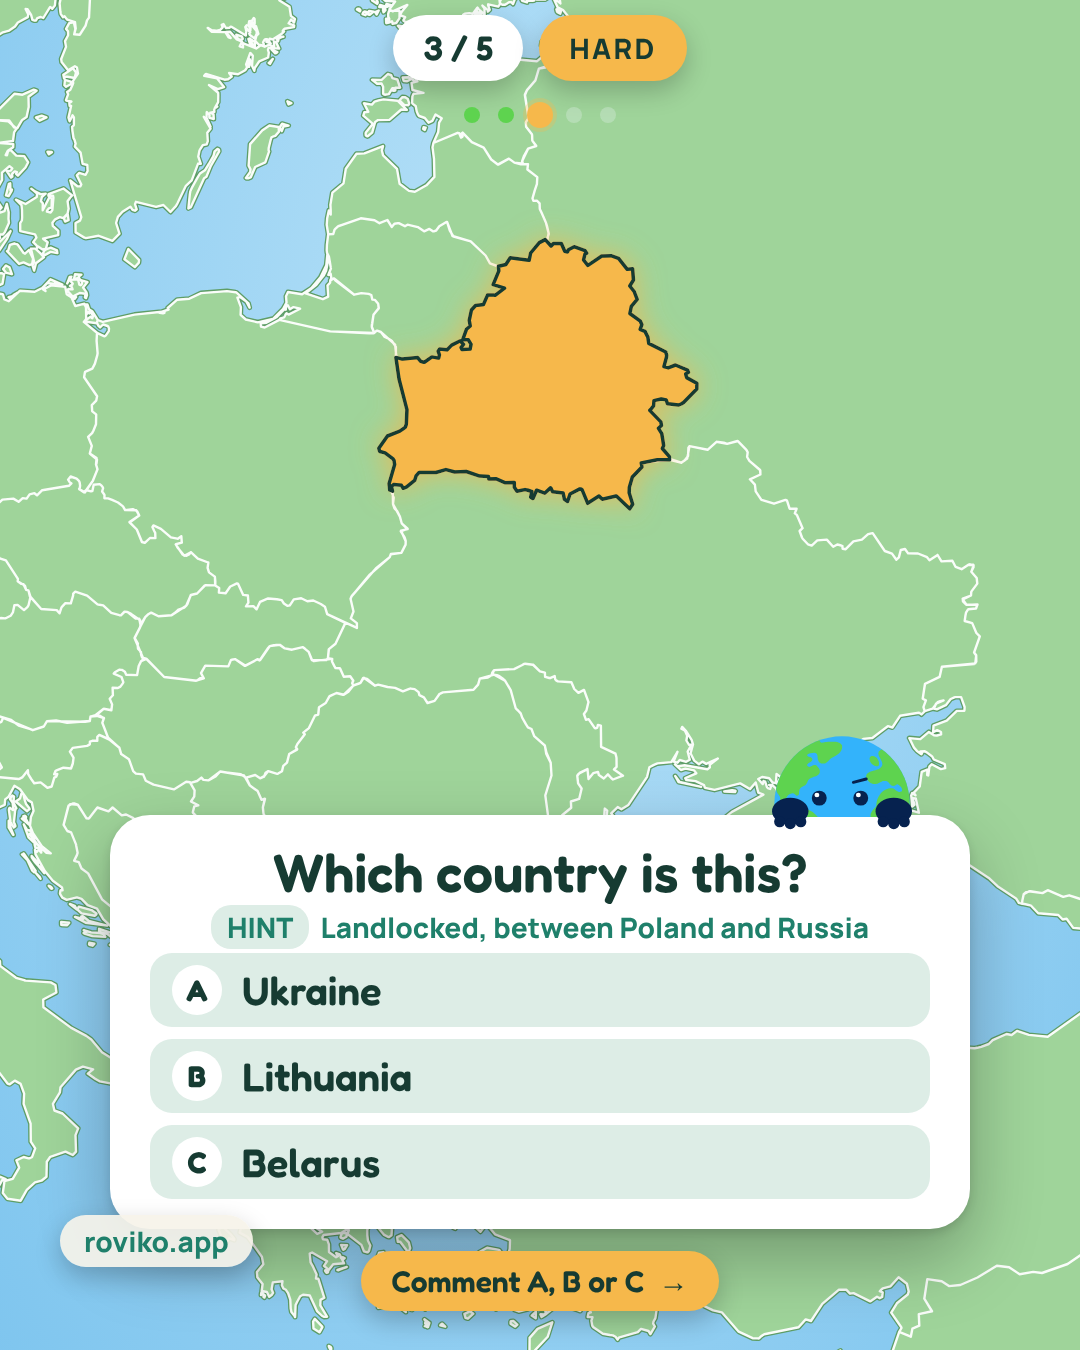 3 / 5 HARD
Which country is this?
HINT Landlocked, between Poland and Russia
A Ukraine
B Lithuania
C Belarus
roviko.app
Comment A, B or C →